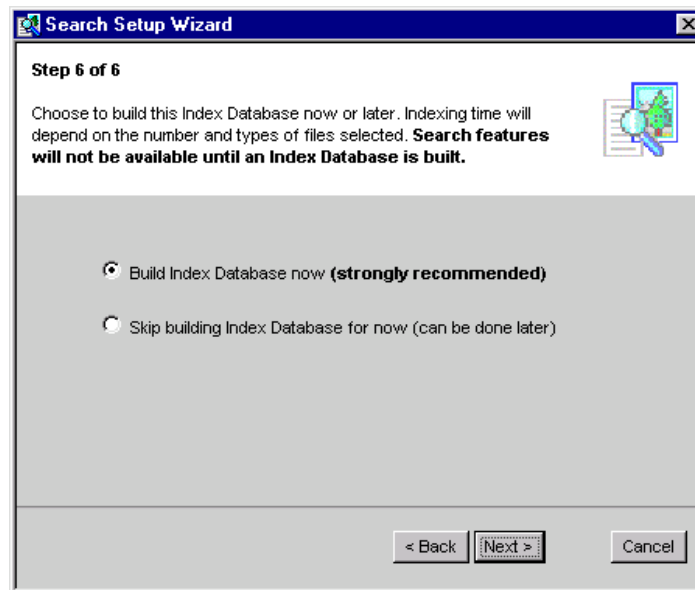 Search Setup Wizard
Step 6 of 6
Choose to build this Index Database now or later. Indexing time will
depend on the number and types of files selected. Search features
will not be available until an Index Database is built.
Build Index Database now (strongly recommended)
Skip building Index Database for now (can be done later)
< Back Next > Cancel